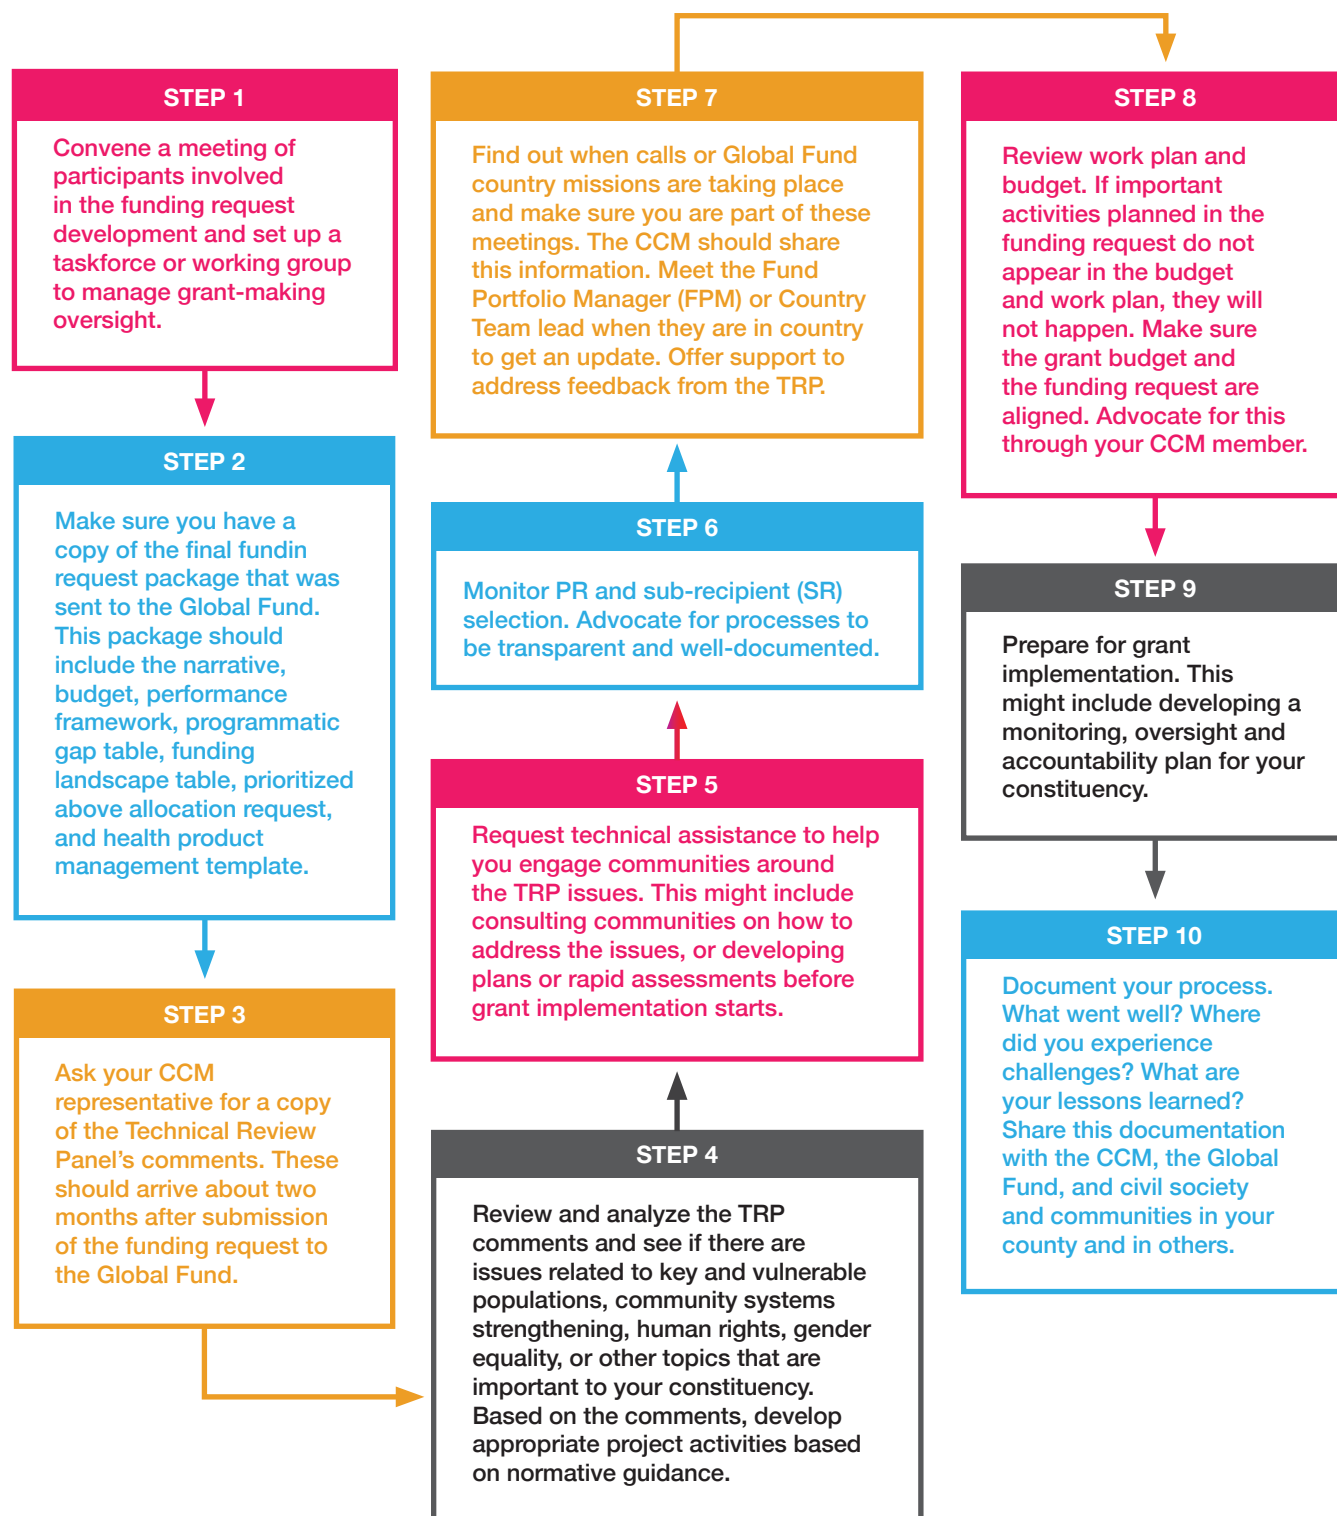 STEP 1
Convene a meeting of
participants involved
in the funding request
development and set up a
taskforce or working group
to manage grant-making
oversight.
STEP 2
Make sure you have a
copy of the final fundin
request package that was
sent to the Global Fund.
This package should
include the narrative,
budget, performance
framework, programmatic
gap table, funding
landscape table, prioritized
above allocation request,
and health product
management template.
STEP 3
Ask your CCM
representative for a copy
of the Technical Review
Panel's comments. These
should arrive about two
months after submission
of the funding request to
the Global Fund.
STEP 4
Review and analyze the TRP
comments and see if there are
issues related to key and vulnerable
populations, community systems
strengthening, human rights, gender
equality, or other topics that are
important to your constituency.
Based on the comments, develop
appropriate project activities based
on normative guidance.
STEP 5
Request technical assistance to help
you engage communities around
the TRP issues. This might include
consulting communities on how to
address the issues, or developing
plans or rapid assessments before
grant implementation starts.
STEP 6
Monitor PR and sub-recipient (SR)
selection. Advocate for processes to
be transparent and well-documented.
STEP 7
Find out when calls or Global Fund
country missions are taking place
and make sure you are part of these
meetings. The CCM should share
this information. Meet the Fund
Portfolio Manager (FPM) or Country
Team lead when they are in country
to get an update. Offer support to
address feedback from the TRP.
STEP 8
Review work plan and
budget. If important
activities planned in the
funding request do not
appear in the budget
and work plan, they will
not happen. Make sure
the grant budget and
the funding request are
aligned. Advocate for this
through your CCM member.
STEP 9
Prepare for grant
implementation. This
might include developing a
monitoring, oversight and
accountability plan for your
constituency.
STEP 10
Document your process.
What went well? Where
did you experience
challenges? What are
your lessons learned?
Share this documentation
with the CCM, the Global
Fund, and civil society
and communities in your
county and in others.